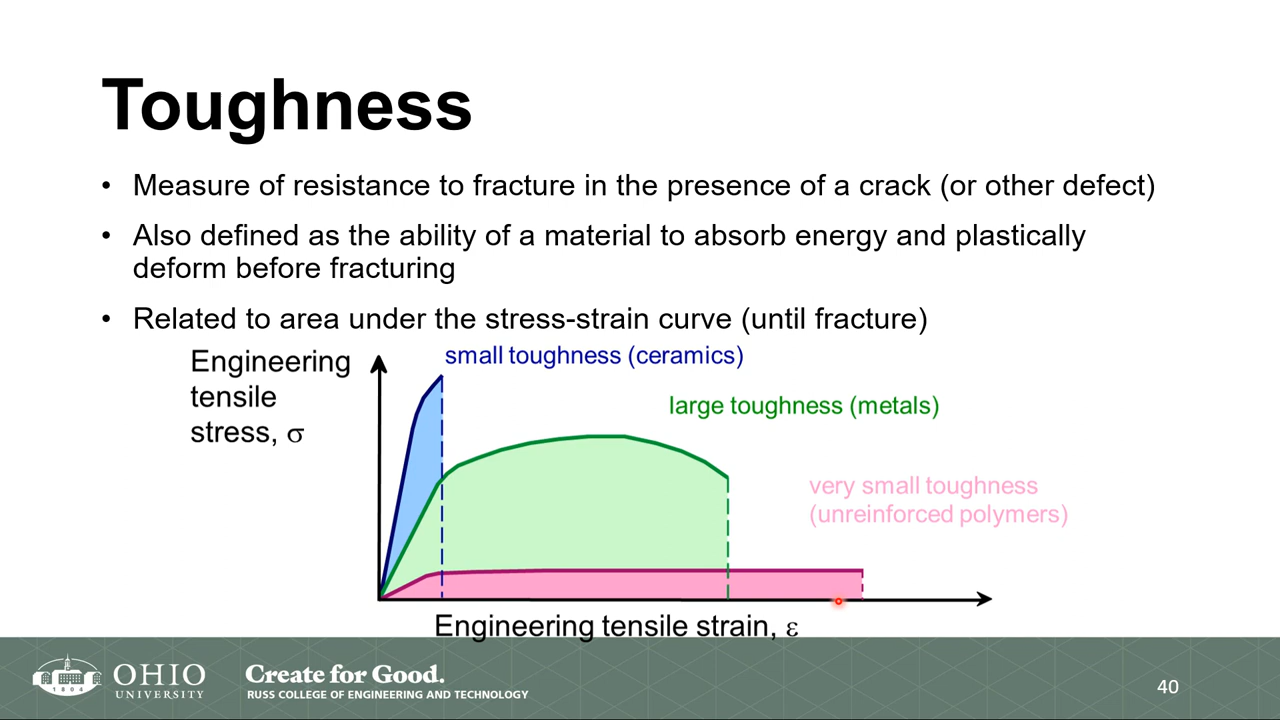 Toughness
• Measure of resistance to fracture in the presence of a crack (or other defect)
• Also defined as the ability of a material to absorb energy and plastically
deform before fracturing
• Related to area under the stress-strain curve (until fracture)
Engineering
tensile
stress, σ
small toughness (ceramics)
large toughness (metals)
very small toughness
(unreinforced polymers)
Engineering tensile strain, ε
1804
OHIO
UNIVERSITY
Create for Good.
RUSS COLLEGE OF ENGINEERING AND TECHNOLOGY
40